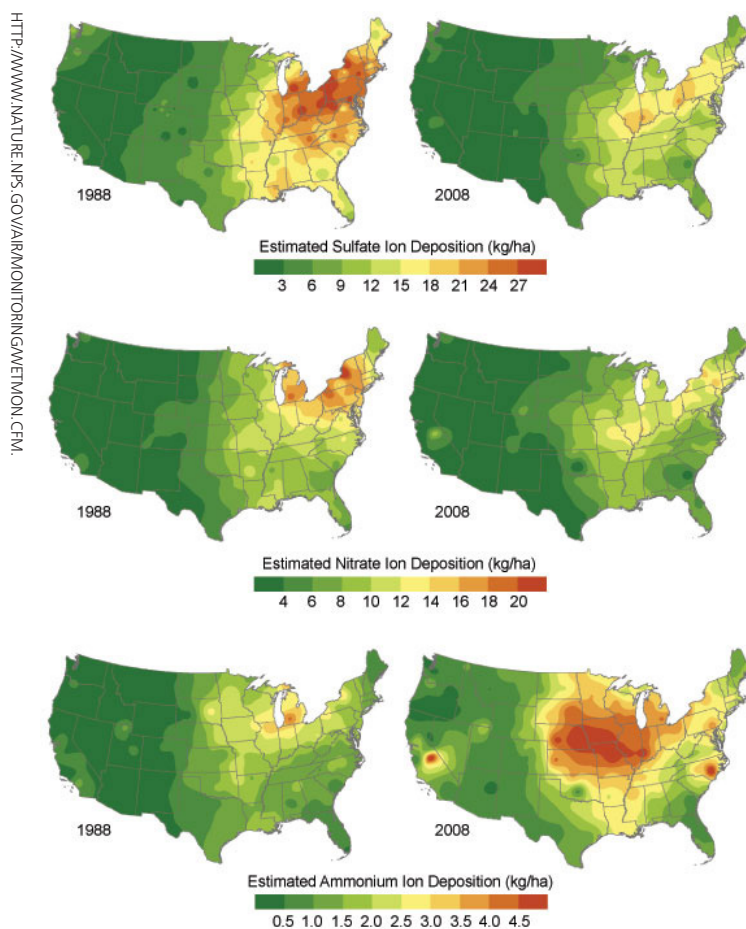 HTTP://WWW.NATURE.NPS.GOV/AIR/MONITORING/WETMON.CFM.
1988
2008
Estimated Sulfate Ion Deposition (kg/ha)
3 6 9 12 15 18 21 24 27
1988
2008
Estimated Nitrate Ion Deposition (kg/ha)
4 6 8 10 12 14 16 18 20
1988
2008
Estimated Ammonium Ion Deposition (kg/ha)
0.5 1.0 1.5 2.0 2.5 3.0 3.5 4.0 4.5